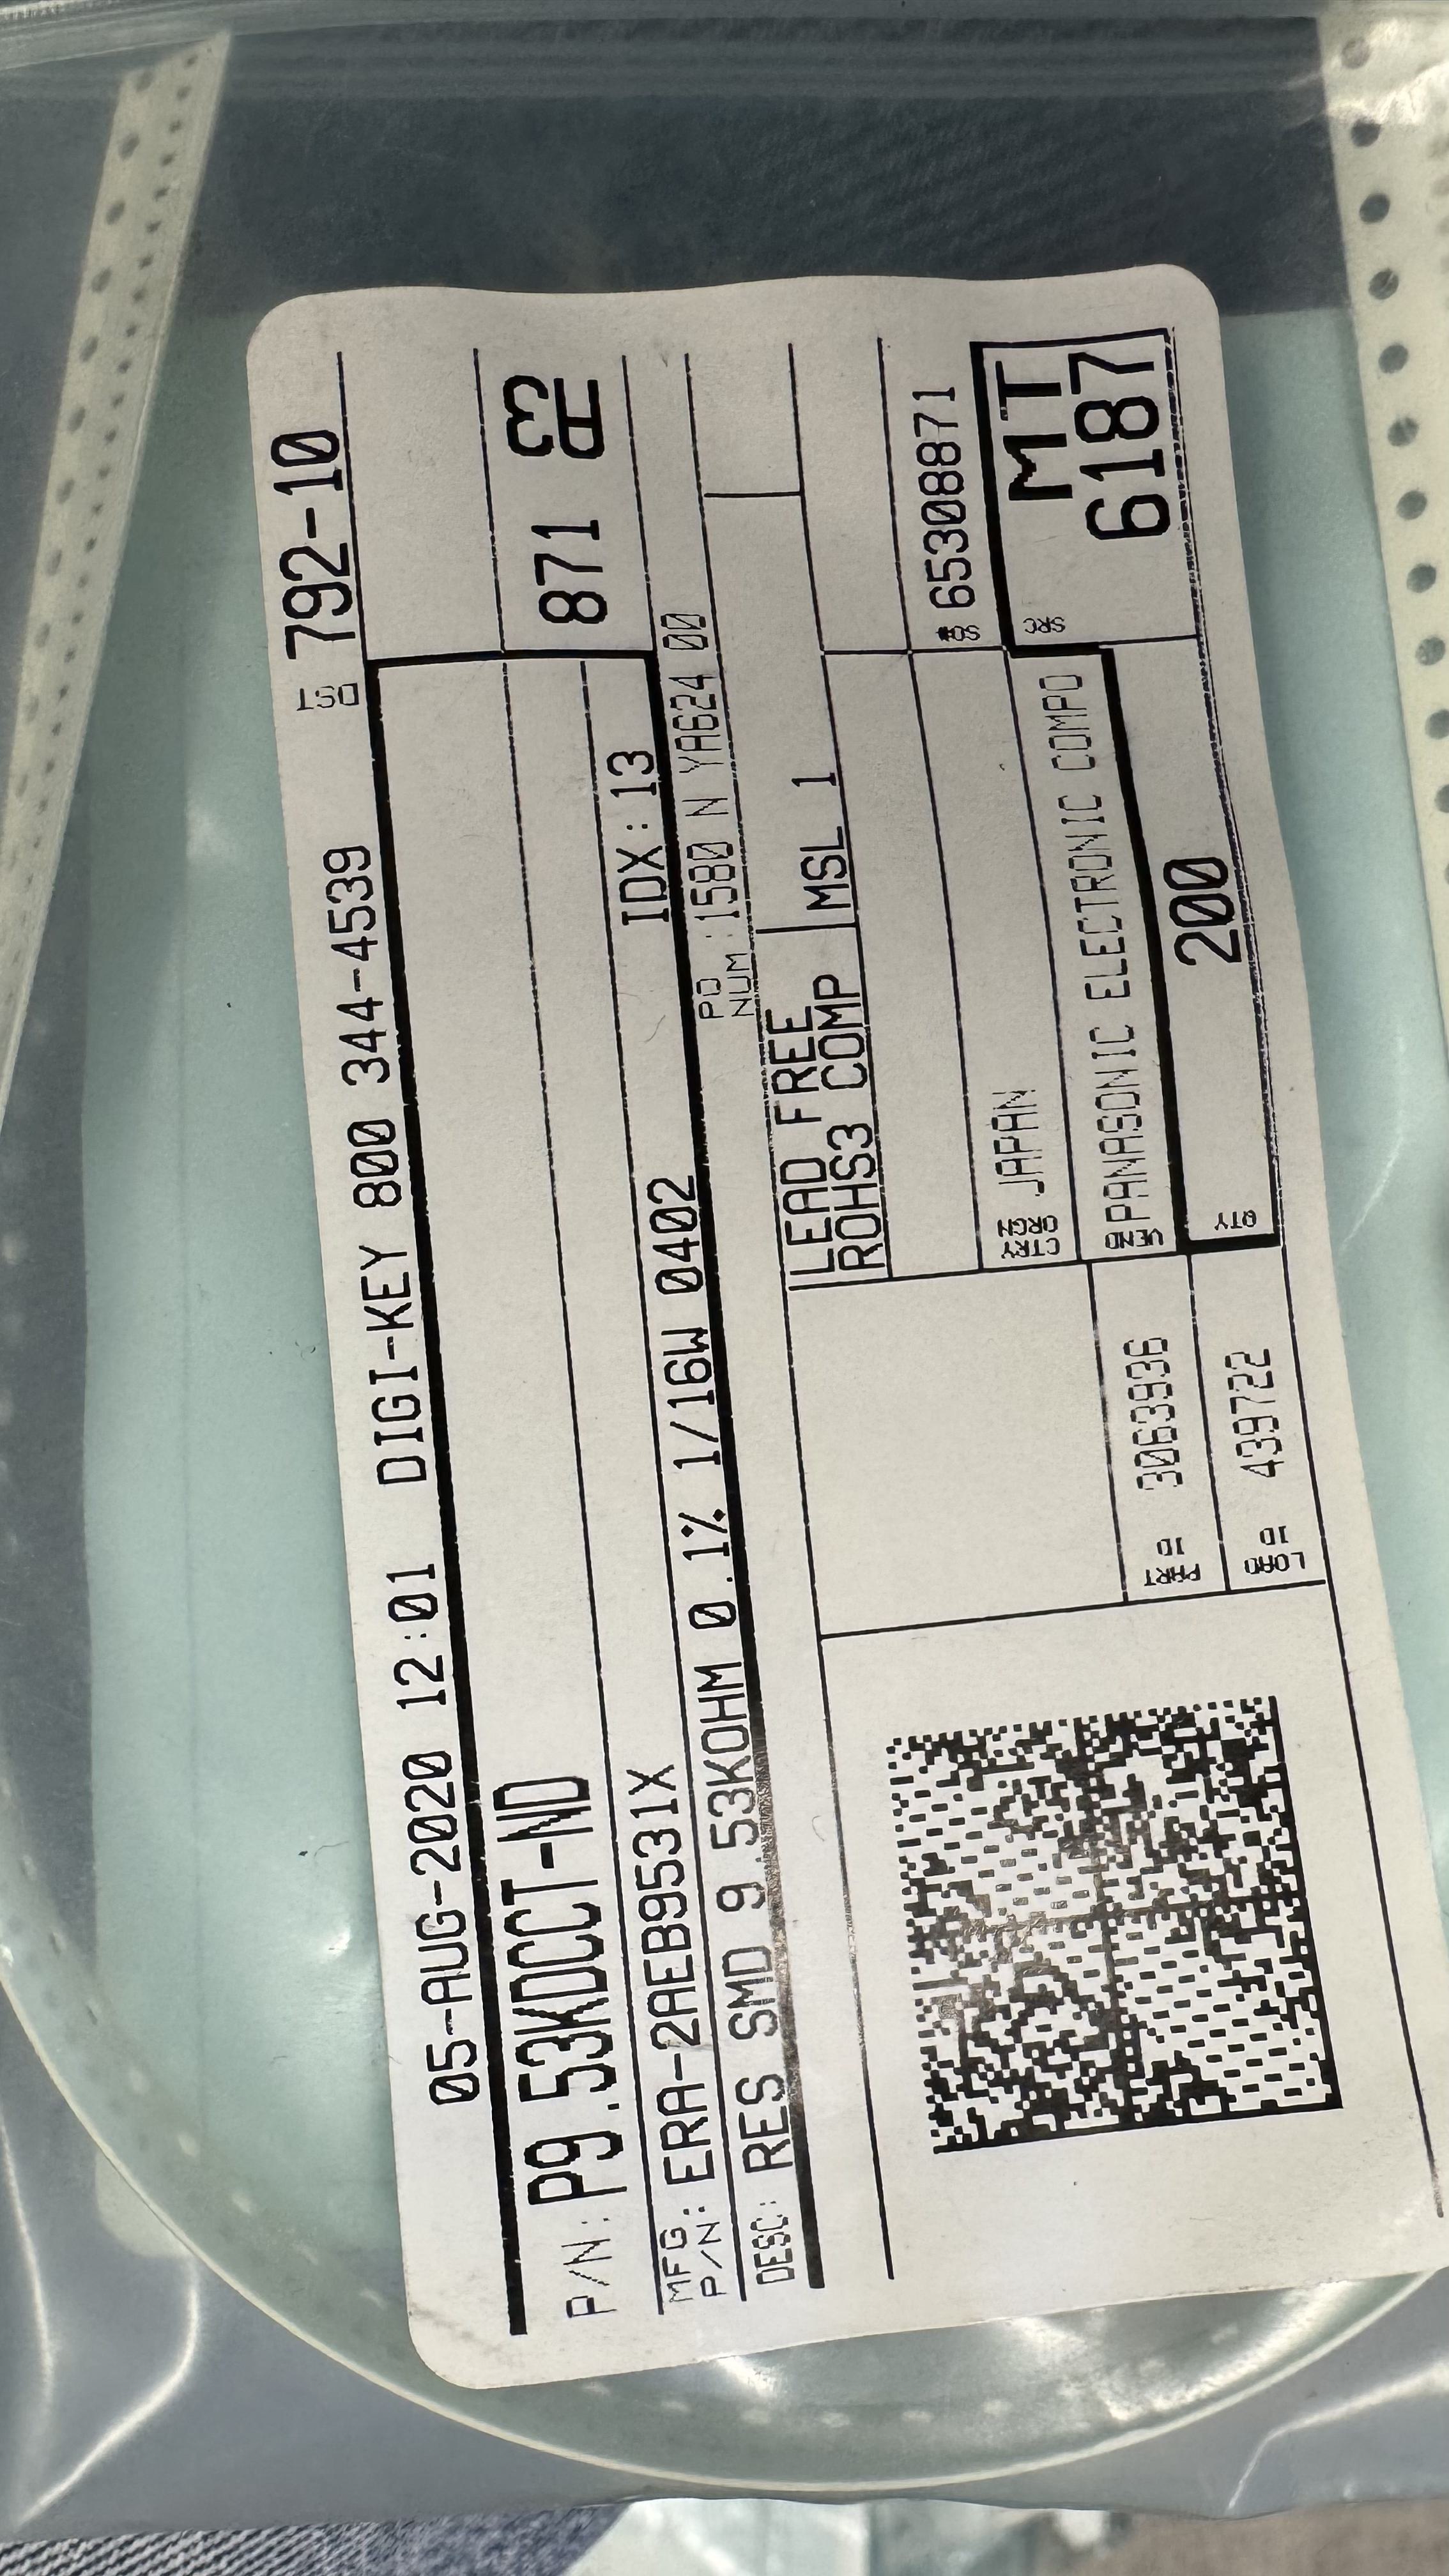 05-AUG-2020 12:01 DIGI-KEY 800 344-4539 DST 792-10
P/N: P9.53KDCCT-ND
871
MFG. P/N: ERA-2AEB9531X IDX:13
DESC: RES SMD 9.53KOHM 0.1% 1/16W 0402
PO NUM :1580 N YA624 00
LEAD FREE
ROHS3 COMP
MSL 1
SO# 65308871
CTRY ORGN JAPAN
SRC MT
6187
VEND PANASONIC ELECTRONIC COMPO
PART ID 3063936
QTY 200
LOAD ID 439722